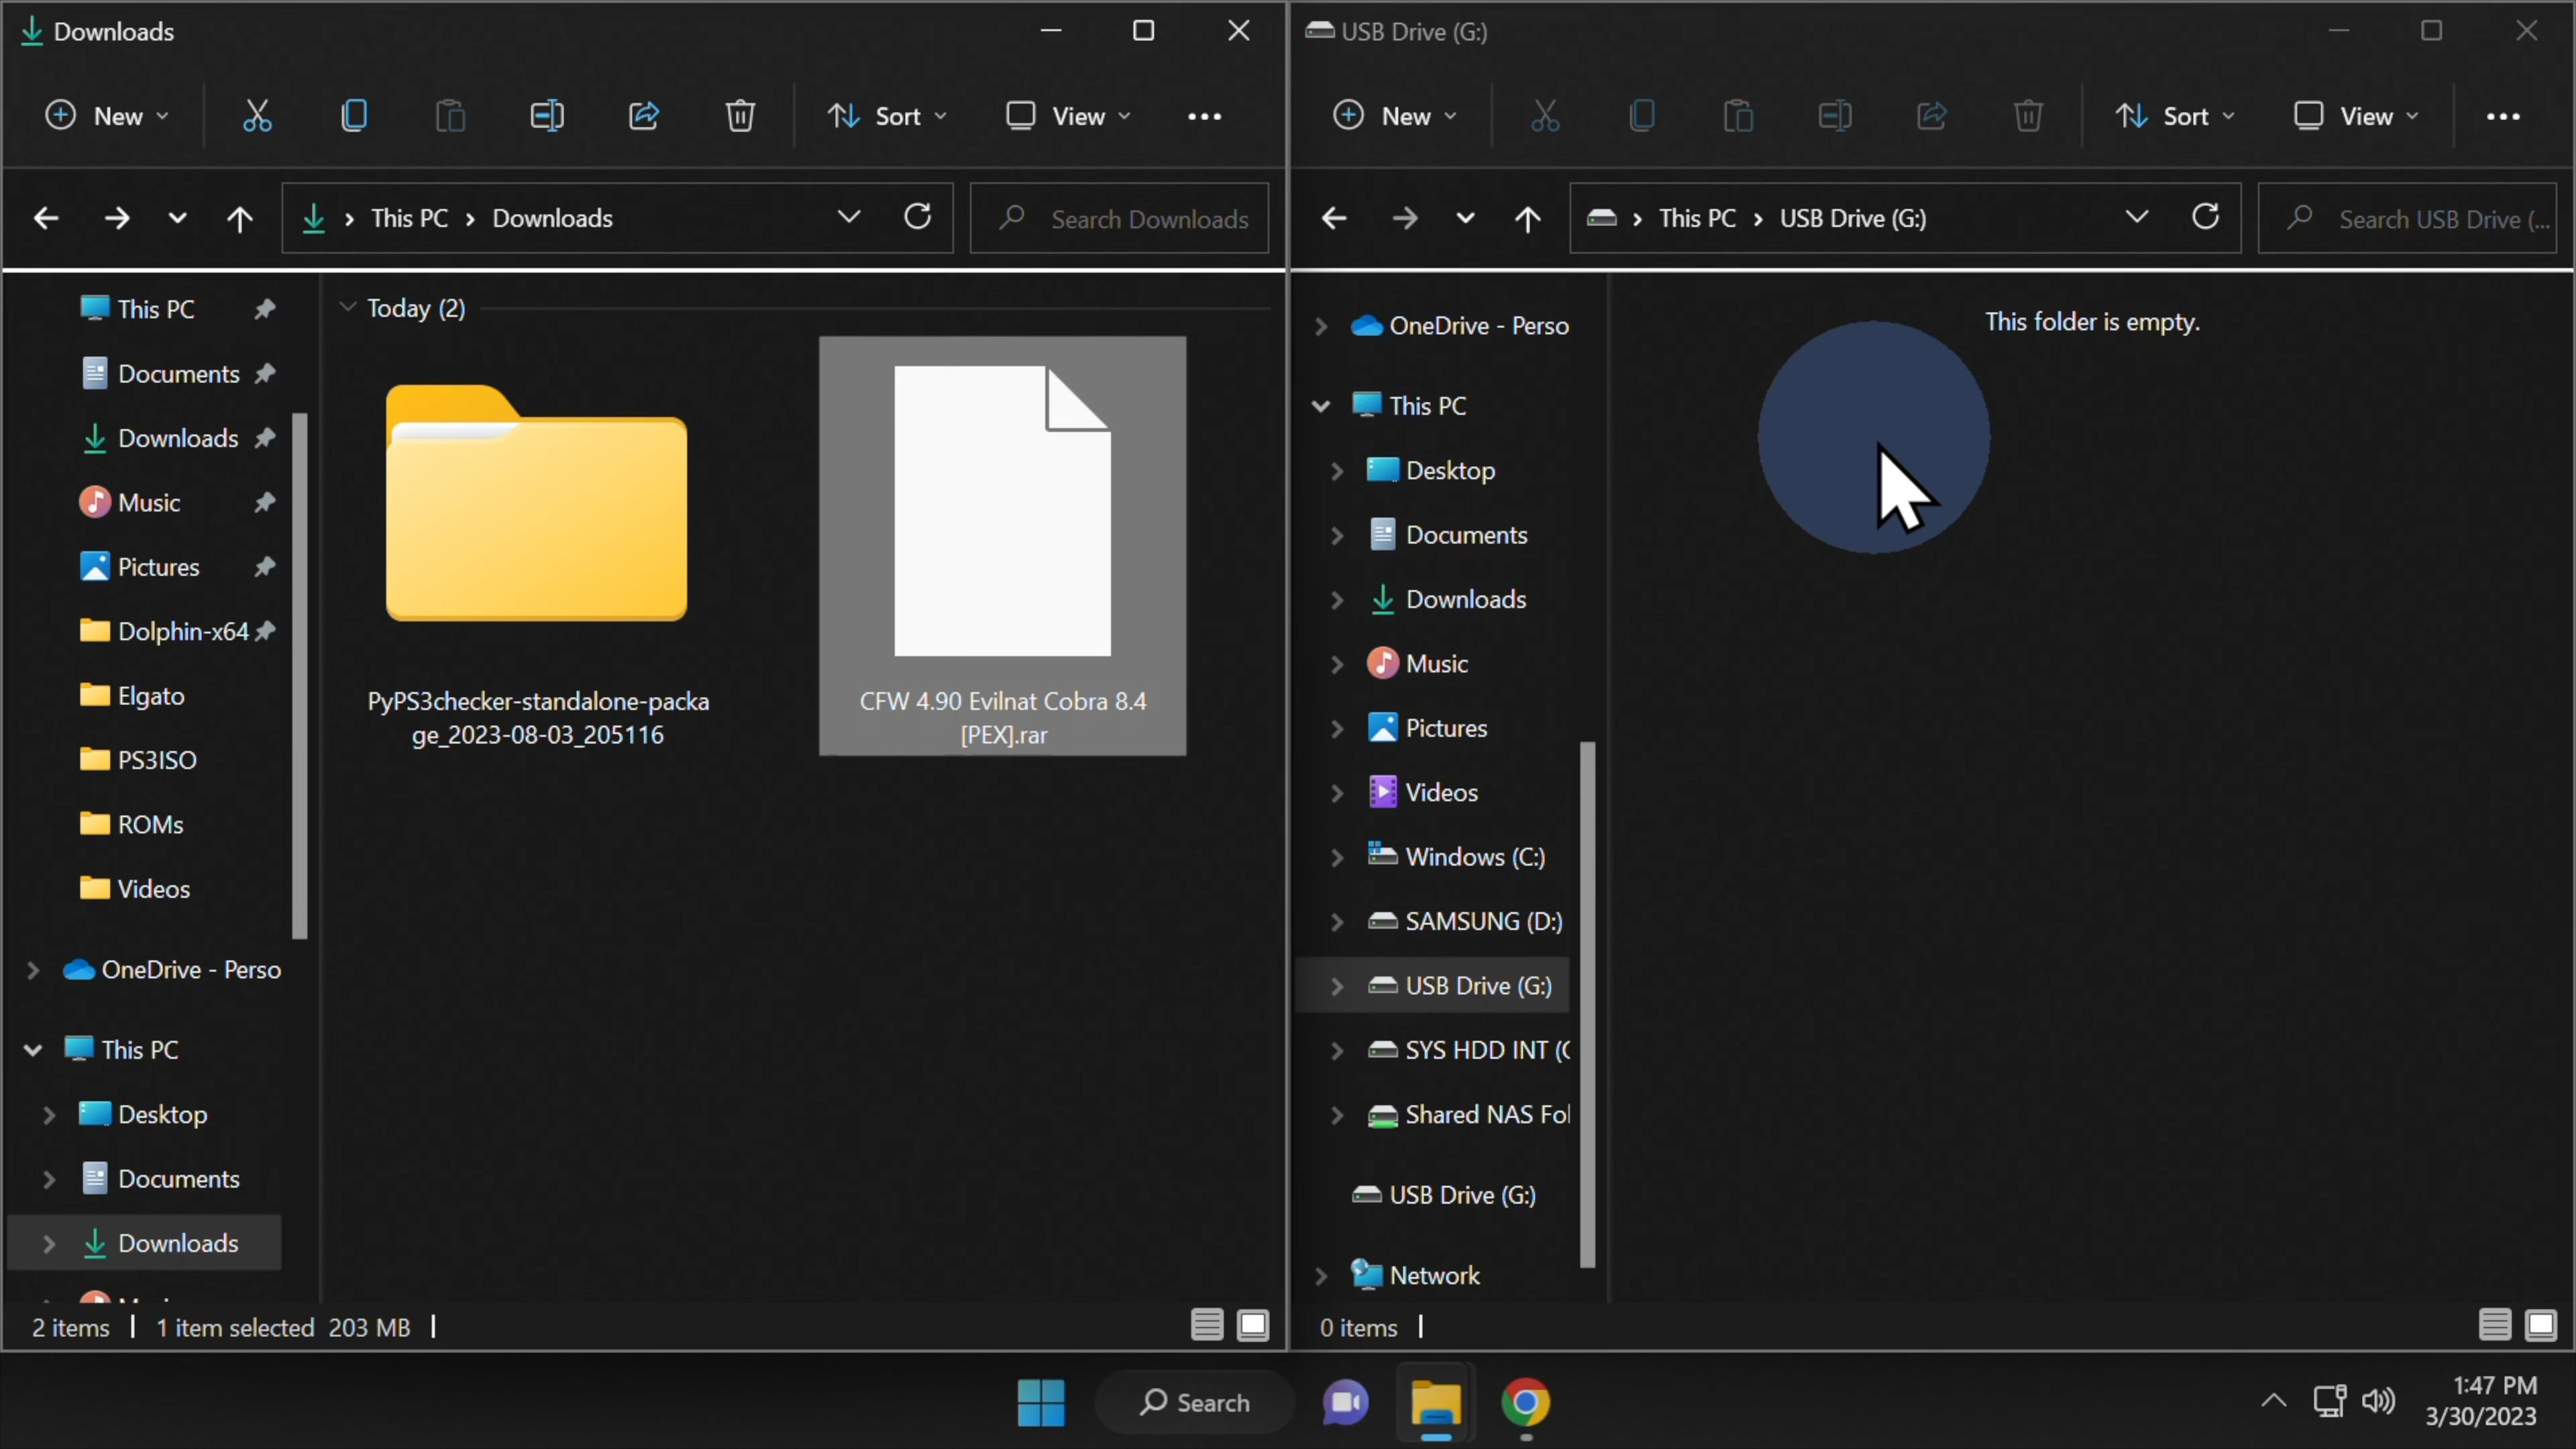 Downloads
New
Sort
View
This PC
Downloads
Search Downloads
This PC
Documents
Downloads
Music
Pictures
Dolphin-x64
Elgato
PS3ISO
ROMs
Videos
OneDrive - Perso
This PC
Desktop
Documents
Downloads
Today (2)
PyPS3checker-standalone-packa
ge_2023-08-03_205116
CFW 4.90 Evilnat Cobra 8.4
[PEX].rar
2 items
1 item selected 203 MB
USB Drive (G:)
New
Sort
View
This PC
USB Drive (G:)
Search USB Drive (...
OneDrive - Perso
This PC
Desktop
Documents
Downloads
Music
Pictures
Videos
Windows (C:)
SAMSUNG (D:)
USB Drive (G:)
SYS HDD INT (
Shared NAS Fol
USB Drive (G:)
Network
This folder is empty.
0 items
Search
1:47 PM
3/30/2023